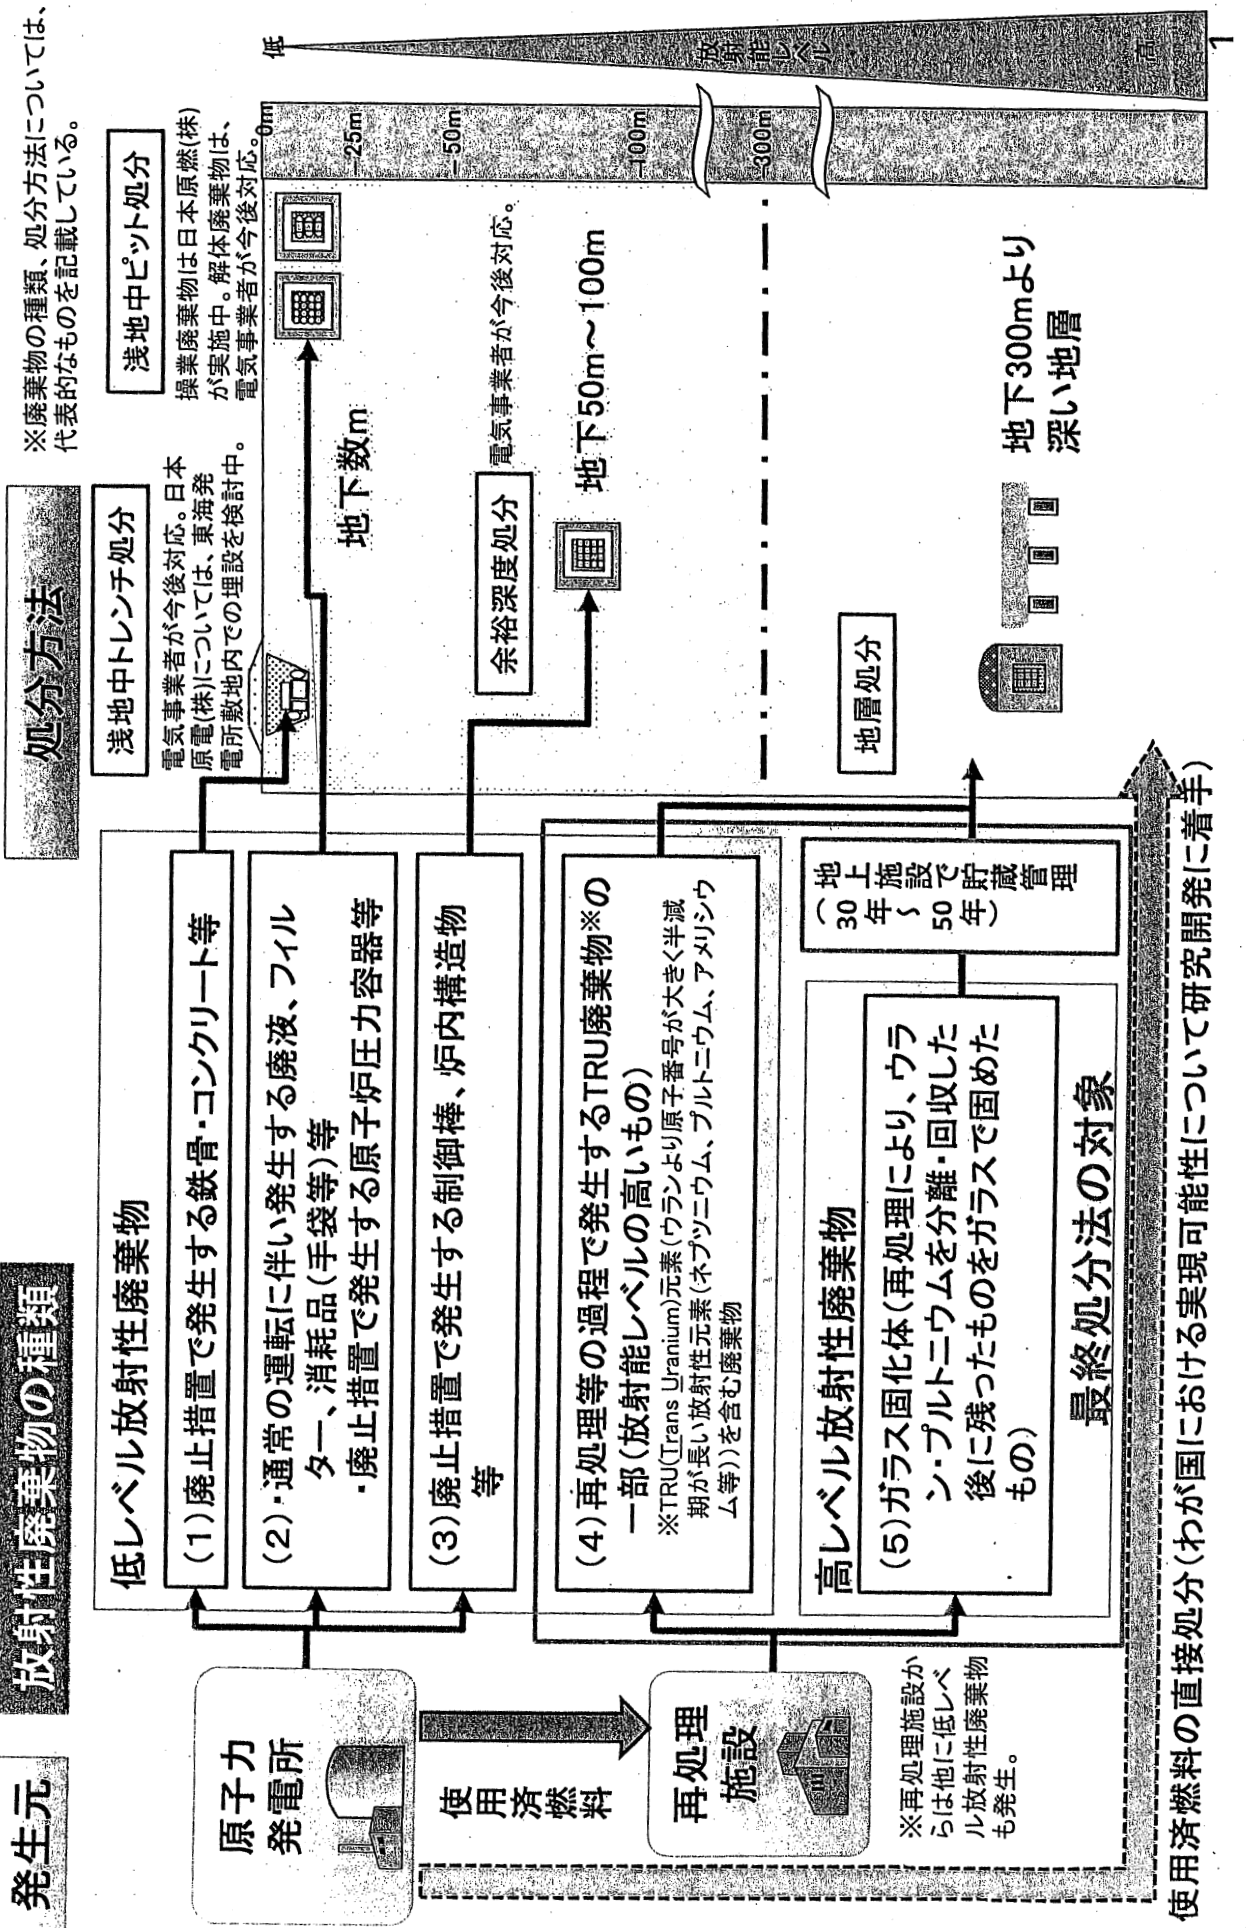 発生元
放射性廃棄物の種類
処分方法
※廃棄物の種類、処分方法については、
代表的なものを記載している。
原子力
発電所
使用済燃料
再処理
施設
※再処理施設か
らは他に低レベ
ル放射性廃棄物
も発生。
低レベル放射性廃棄物
(1)廃止措置で発生する鉄骨・コンクリート等
(2)・通常の運転に伴い発生する廃液、フィル
ター、消耗品(手袋等)等
・廃止措置で発生する原子炉圧力容器等
(3)廃止措置で発生する制御棒、炉内構造物
等
(4)再処理等の過程で発生するTRU廃棄物※の
一部(放射能レベルの高いもの)
※TRU(Trans Uranium)元素(ウランより原子番号が大きく半減
期が長い放射性元素(ネプツニウム、プルトニウム、アメリシウ
ム等))を含む廃棄物
高レベル放射性廃棄物
(5)ガラス固化体(再処理により、ウラ
ン・プルトニウムを分離・回収した
後に残ったものをガラスで固めた
もの)
最終処分法の対象
地上施設で貯蔵管理
(30年~50年)
浅地中トレンチ処分
電気事業者が今後対応。日本
原電(株)については、東海発
電所敷地内での埋設を検討中。
浅地中ピット処分
操業廃棄物は日本原燃(株)
が実施中。解体廃棄物は、
電気事業者が今後対応。
地下数m
余裕深度処分
電気事業者が今後対応。
地下50m~100m
地層処分
地下300mより
深い地層
0m
-25m
-50m
-100m
-300m
低
放射能レベル
高
使用済燃料の直接処分(わが国における実現可能性について研究開発に着手)
1